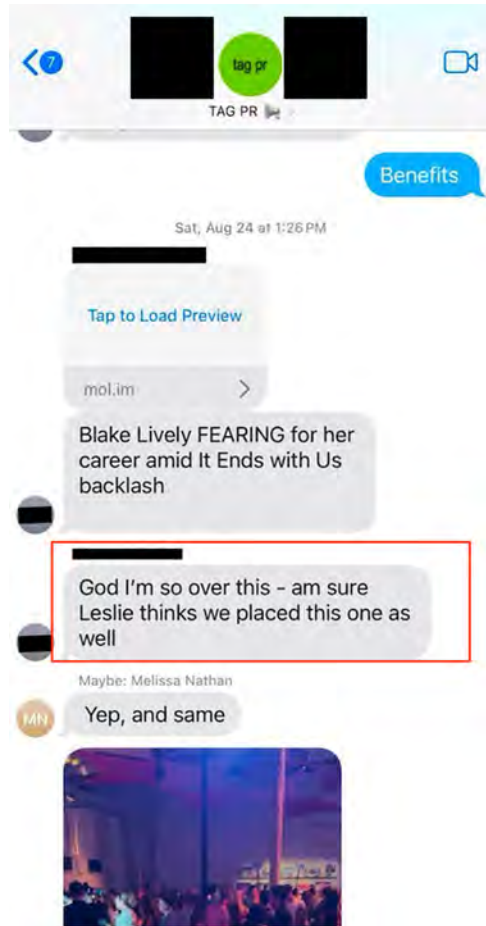 7
tag pr
TAG PR
Benefits
Sat, Aug 24 at 1:26 PM
Tap to Load Preview
mol.im
Blake Lively FEARING for her
career amid It Ends with Us
backlash
God I'm so over this - am sure
Leslie thinks we placed this one as
well
Maybe: Melissa Nathan
MN
Yep, and same